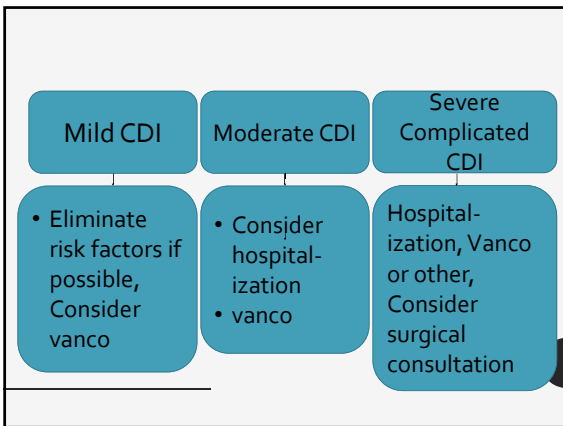 Mild CDI
Moderate CDI
Severe
Complicated
CDI
• Eliminate
risk factors if
possible,
Consider
vanco
• Consider
hospital-
ization
• vanco
Hospital-
ization, Vanco
or other,
Consider
surgical
consultation